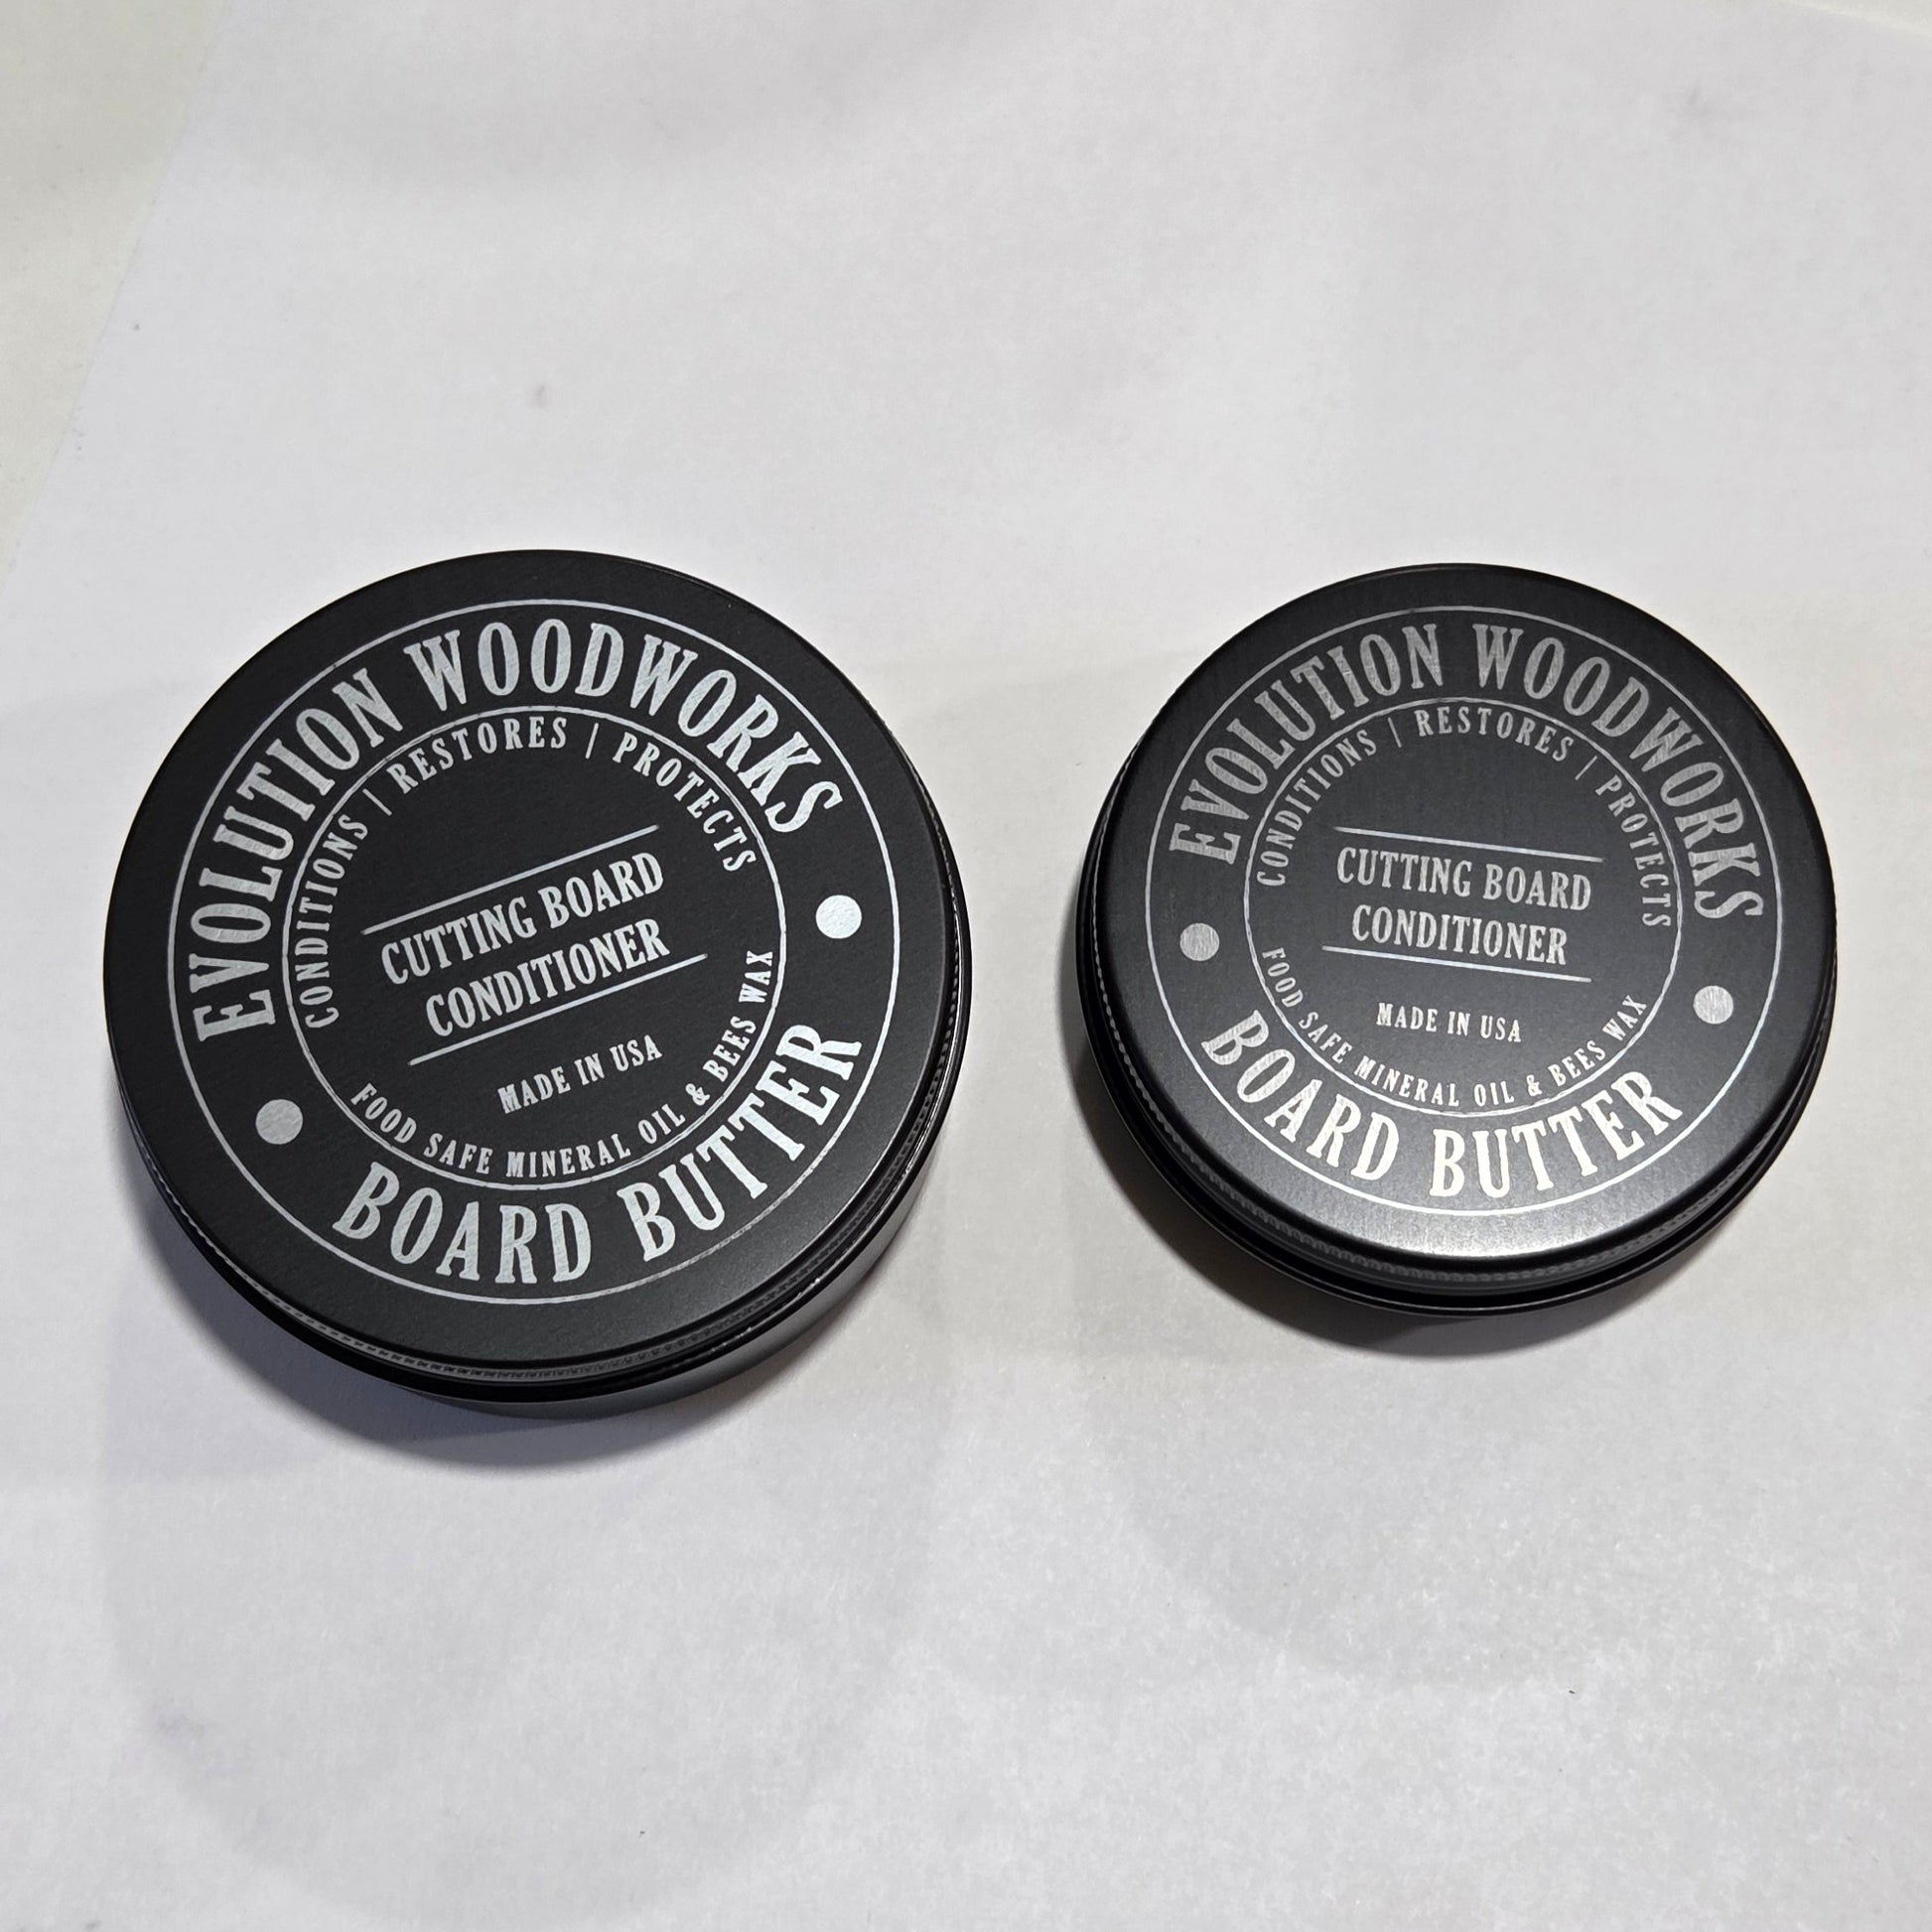 EVOLUTION WOODWORKS
CONDITIONS | RESTORES | PROTECTS
CUTTING BOARD
CONDITIONER
MADE IN USA
FOOD SAFE MINERAL OIL & BEES WAX
BOARD BUTTER
EVOLUTION WOODWORKS
CONDITIONS | RESTORES | PROTECTS
CUTTING BOARD
CONDITIONER
MADE IN USA
FOOD SAFE MINERAL OIL & BEES WAX
BOARD BUTTER